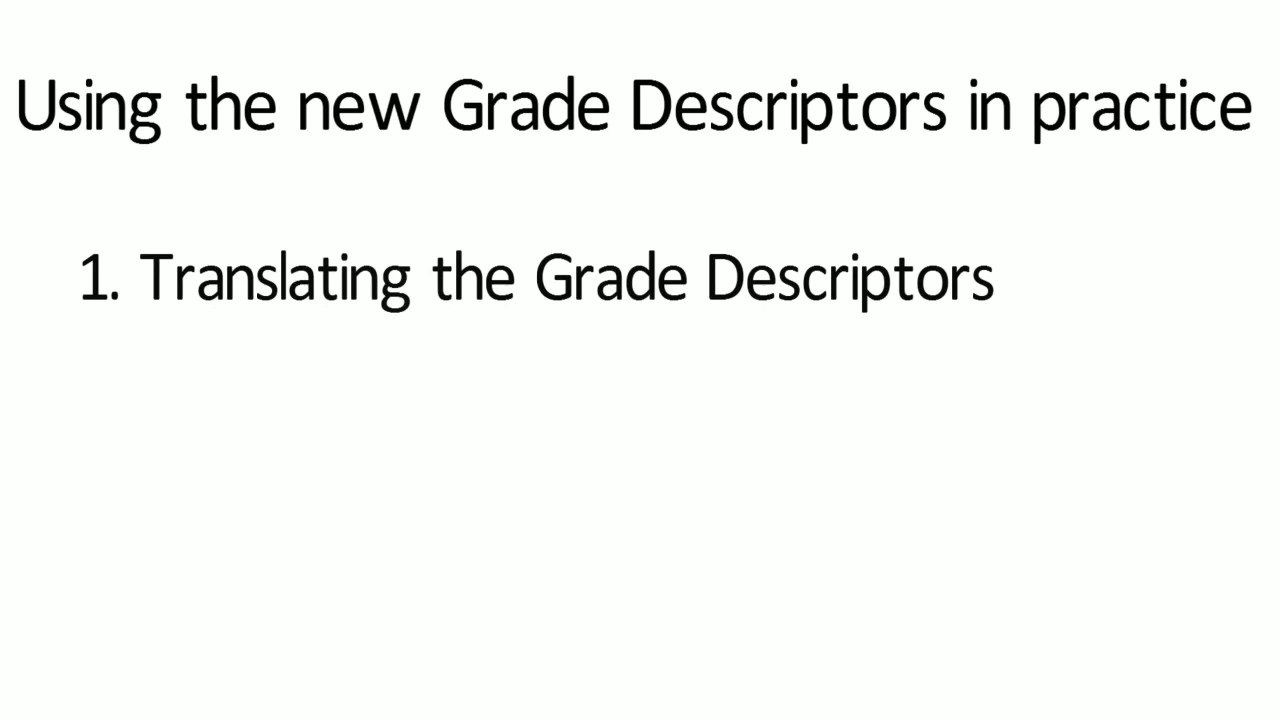 Using the new Grade Descriptors in practice
1. Translating the Grade Descriptors